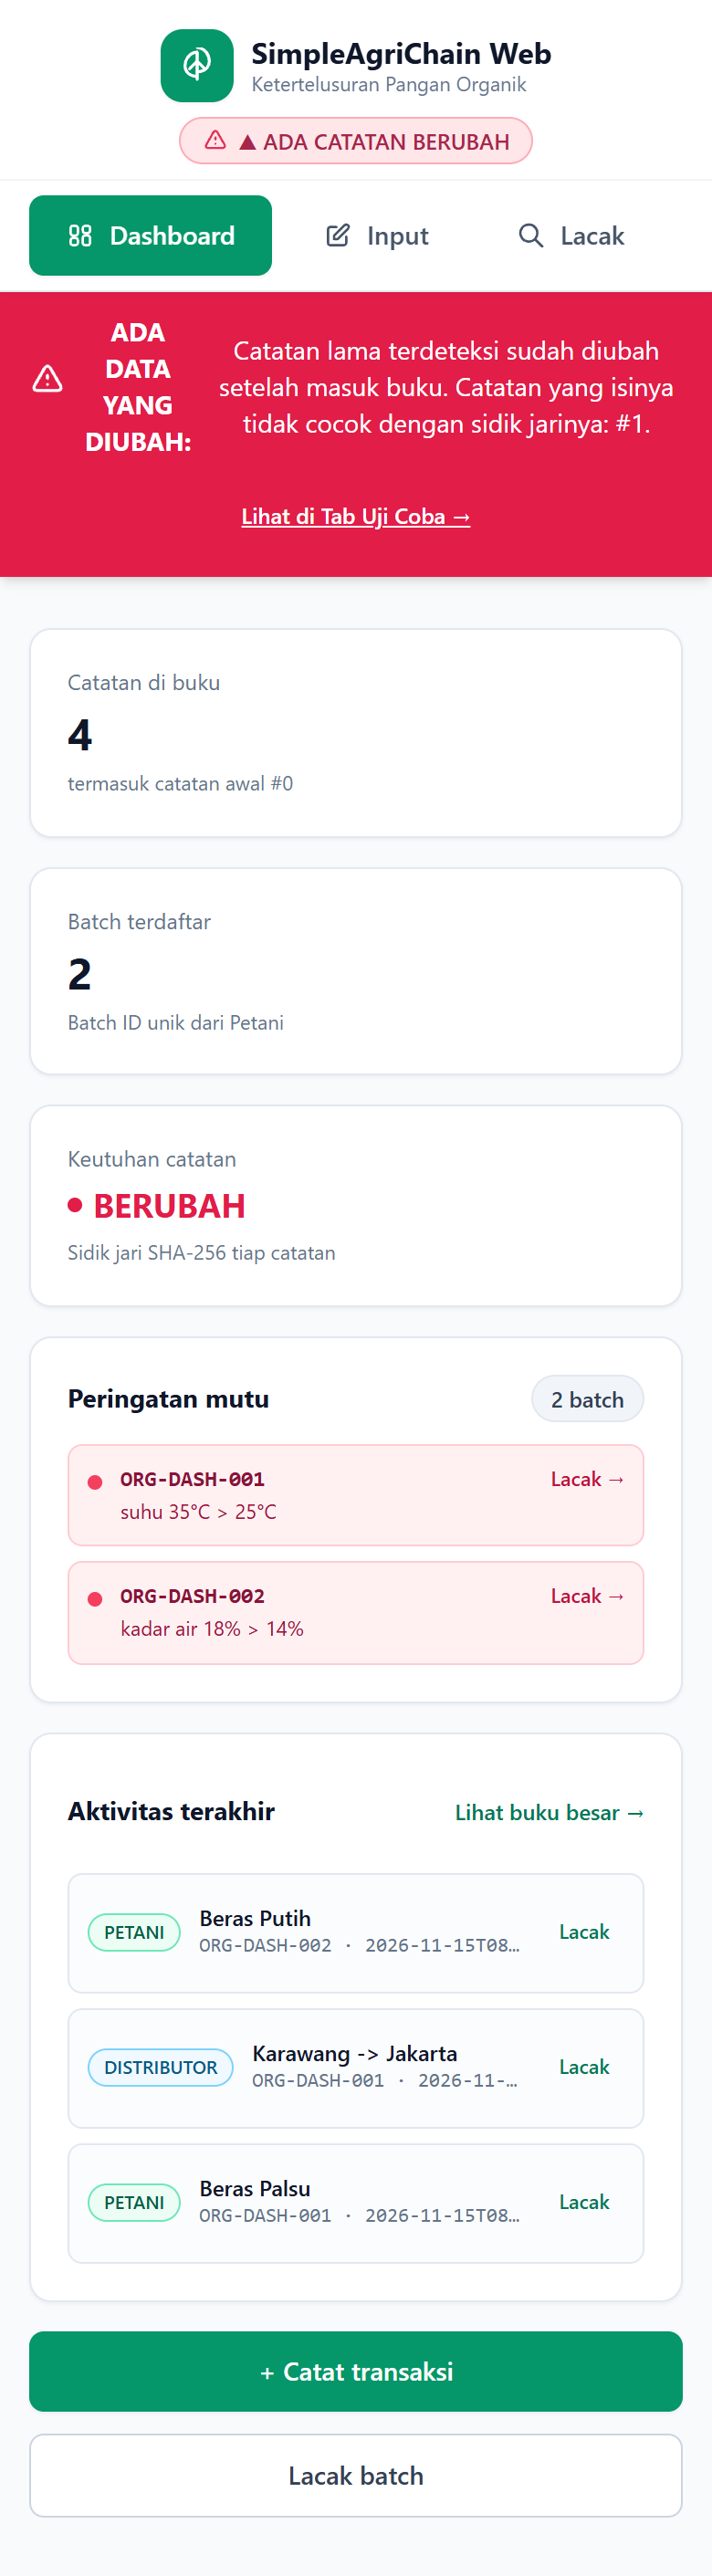 SimpleAgriChain Web
Ketertelusuran Pangan Organik
▲ ADA CATATAN BERUBAH
Dashboard
Input
Lacak
ADA
DATA
YANG
DIUBAH:
Catatan lama terdeteksi sudah diubah
setelah masuk buku. Catatan yang isinya
tidak cocok dengan sidik jarinya: #1.
Lihat di Tab Uji Coba →
Catatan di buku
4
termasuk catatan awal #0
Batch terdaftar
2
Batch ID unik dari Petani
Keutuhan catatan
BERUBAH
Sidik jari SHA-256 tiap catatan
Peringatan mutu
2 batch
ORG-DASH-001
Lacak →
suhu 35°C > 25°C
ORG-DASH-002
Lacak →
kadar air 18% > 14%
Aktivitas terakhir
Lihat buku besar →
PETANI
Beras Putih
ORG-DASH-002 · 2026-11-15T08…
Lacak
DISTRIBUTOR
Karawang -> Jakarta
ORG-DASH-001 · 2026-11-…
Lacak
PETANI
Beras Palsu
ORG-DASH-001 · 2026-11-15T08…
Lacak
+ Catat transaksi
Lacak batch